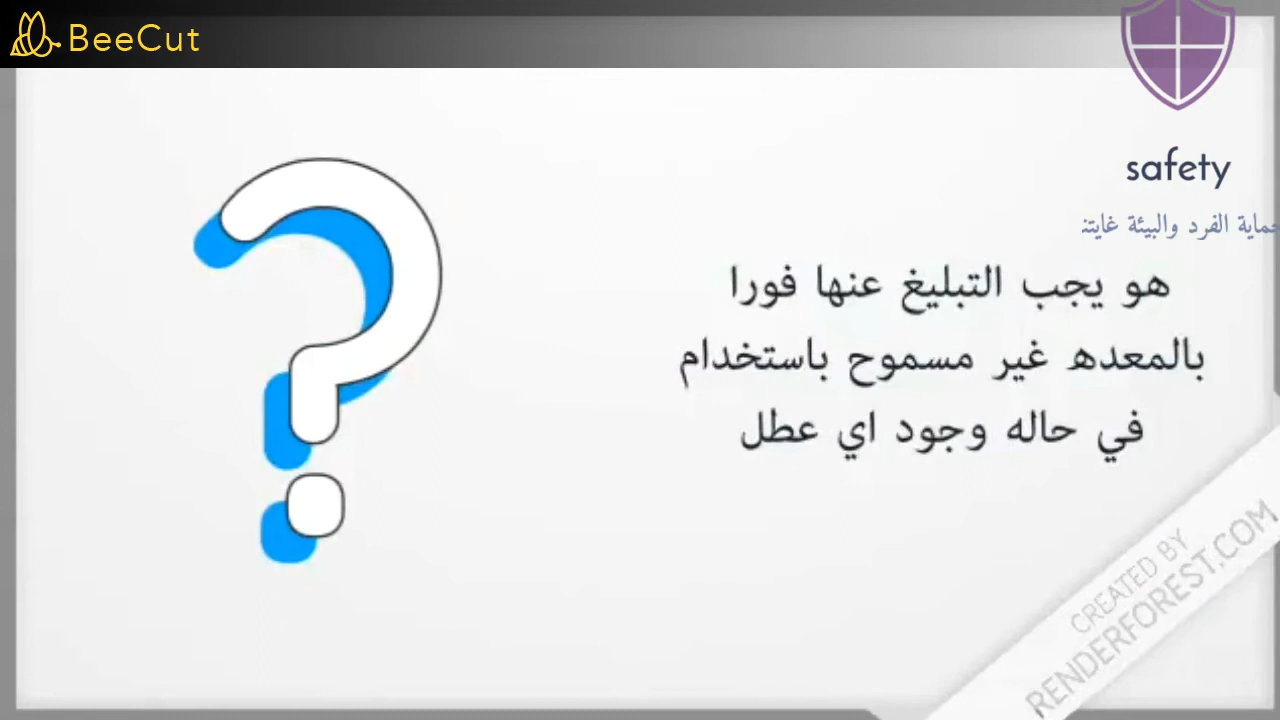 BeeCut
safety
حماية الفرد والبيئة غايتنا
هو يجب التبليغ عنها فورا
بالمعده غير مسموح باستخدام
في حاله وجود اي عطل
CREATED BY
RENDERFOREST.COM